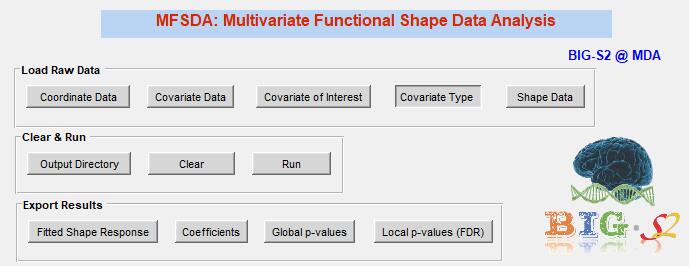 MFSDA: Multivariate Functional Shape Data Analysis
BIG-S2 @ MDA
Load Raw Data
Coordinate Data Covariate Data Covariate of Interest Covariate Type Shape Data
Clear & Run
Output Directory Clear Run
Export Results
Fitted Shape Response Coefficients Global p-values Local p-values (FDR)
BIG-S2